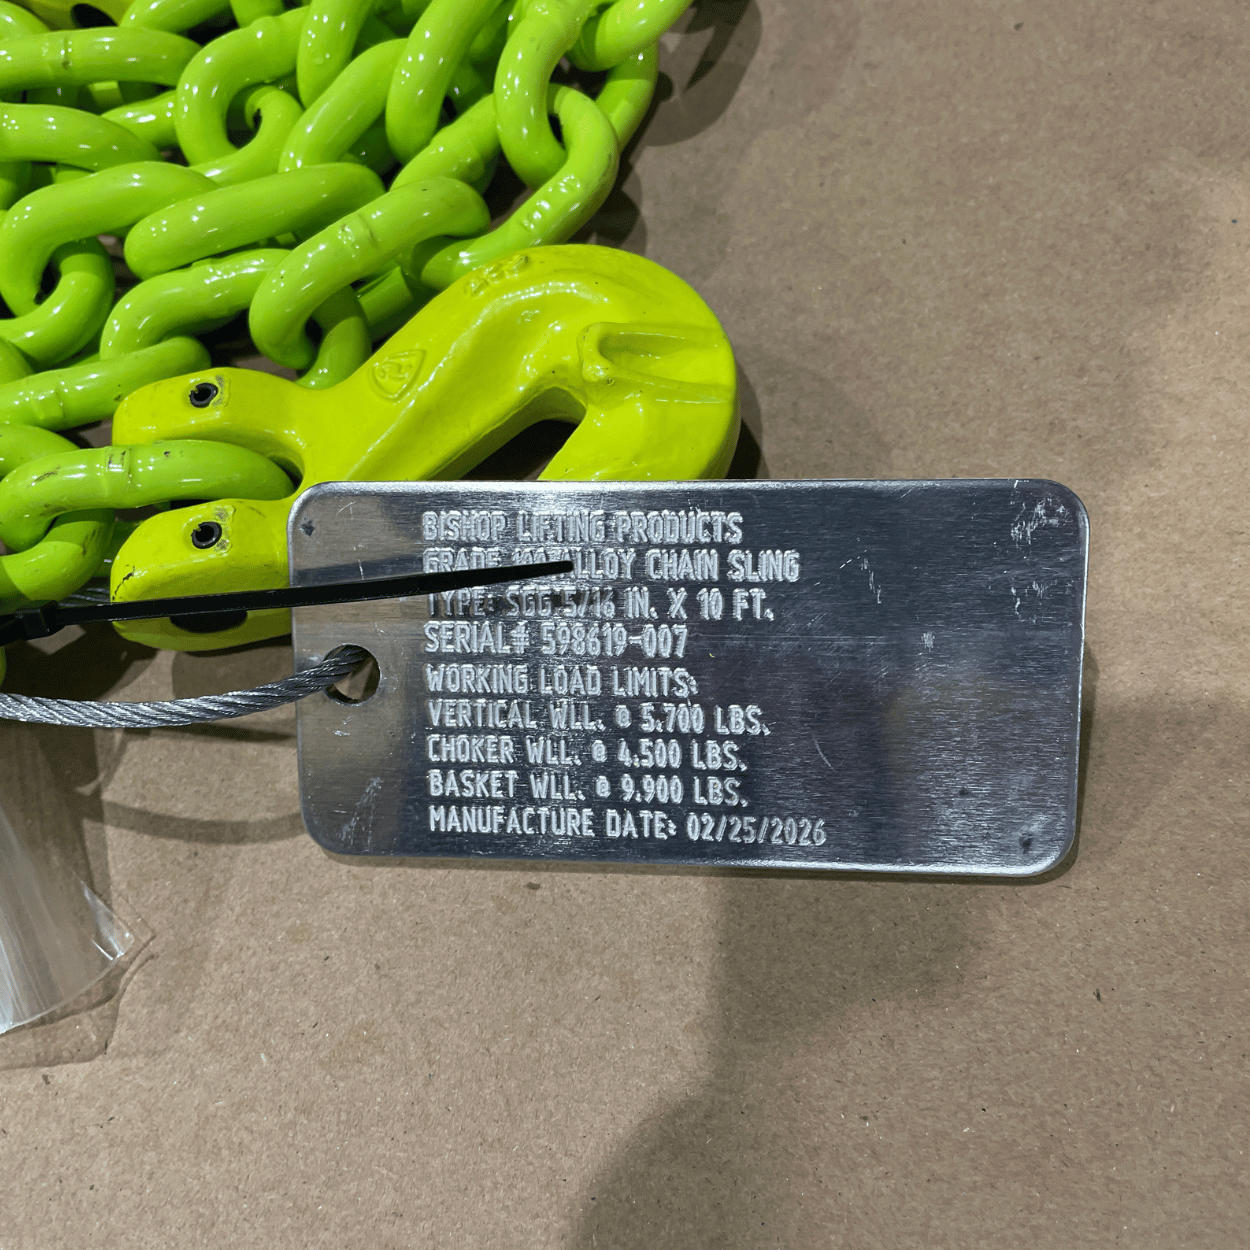 BISHOP LIFTING PRODUCTS
GRADE 100 ALLOY CHAIN SLING
TYPE: SGG 5/16 IN. X 10 FT.
SERIAL# 598619-007
WORKING LOAD LIMITS:
VERTICAL WLL. @ 5,700 LBS.
CHOKER WLL. @ 4,500 LBS.
BASKET WLL. @ 9,900 LBS.
MANUFACTURE DATE: 02/25/2026